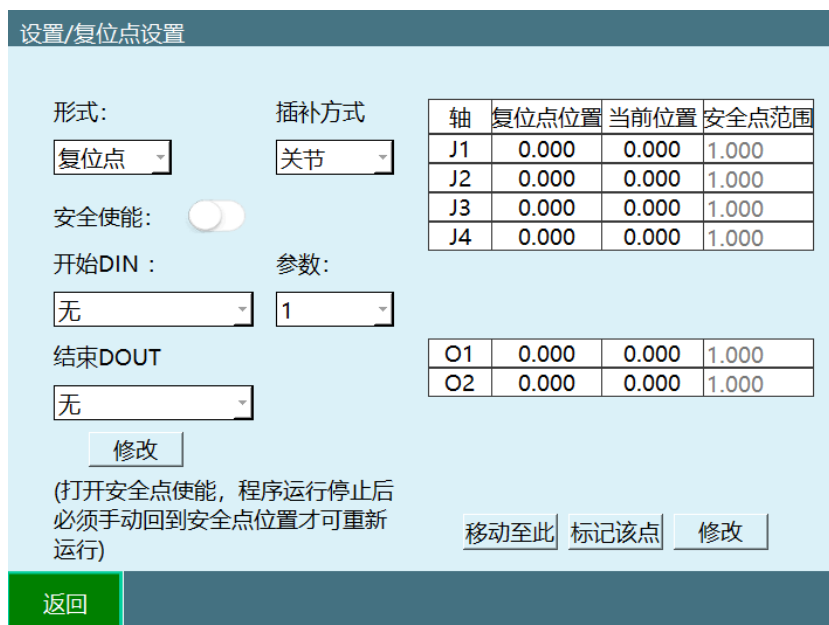 设置/复位点设置
形式：
插补方式
复位点
关节
安全使能：
开始DIN ：
参数：
无
1
结束DOUT
无
修改
(打开安全点使能，程序运行停止后
必须手动回到安全点位置才可重新
运行)
轴 复位点位置 当前位置 安全点范围
J1 0.000 0.000 1.000
J2 0.000 0.000 1.000
J3 0.000 0.000 1.000
J4 0.000 0.000 1.000
O1 0.000 0.000 1.000
O2 0.000 0.000 1.000
移动至此 标记该点 修改
返回